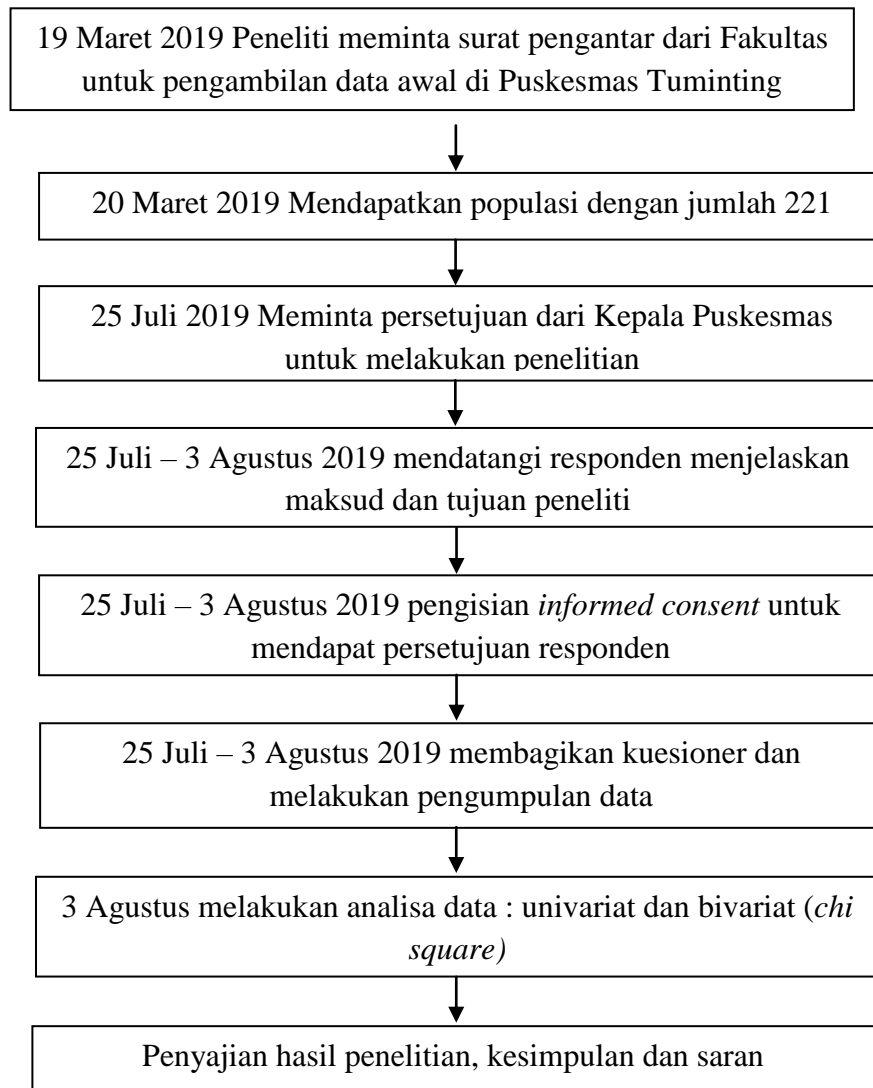 19 Maret 2019 Peneliti meminta surat pengantar dari Fakultas
untuk pengambilan data awal di Puskesmas Tuminting
20 Maret 2019 Mendapatkan populasi dengan jumlah 221
25 Juli 2019 Meminta persetujuan dari Kepala Puskesmas
untuk melakukan penelitian
25 Juli – 3 Agustus 2019 mendatangi responden menjelaskan
maksud dan tujuan peneliti
25 Juli – 3 Agustus 2019 pengisian informed consent untuk
mendapat persetujuan responden
25 Juli – 3 Agustus 2019 membagikan kuesioner dan
melakukan pengumpulan data
3 Agustus melakukan analisa data : univariat dan bivariat (chi
square)
Penyajian hasil penelitian, kesimpulan dan saran